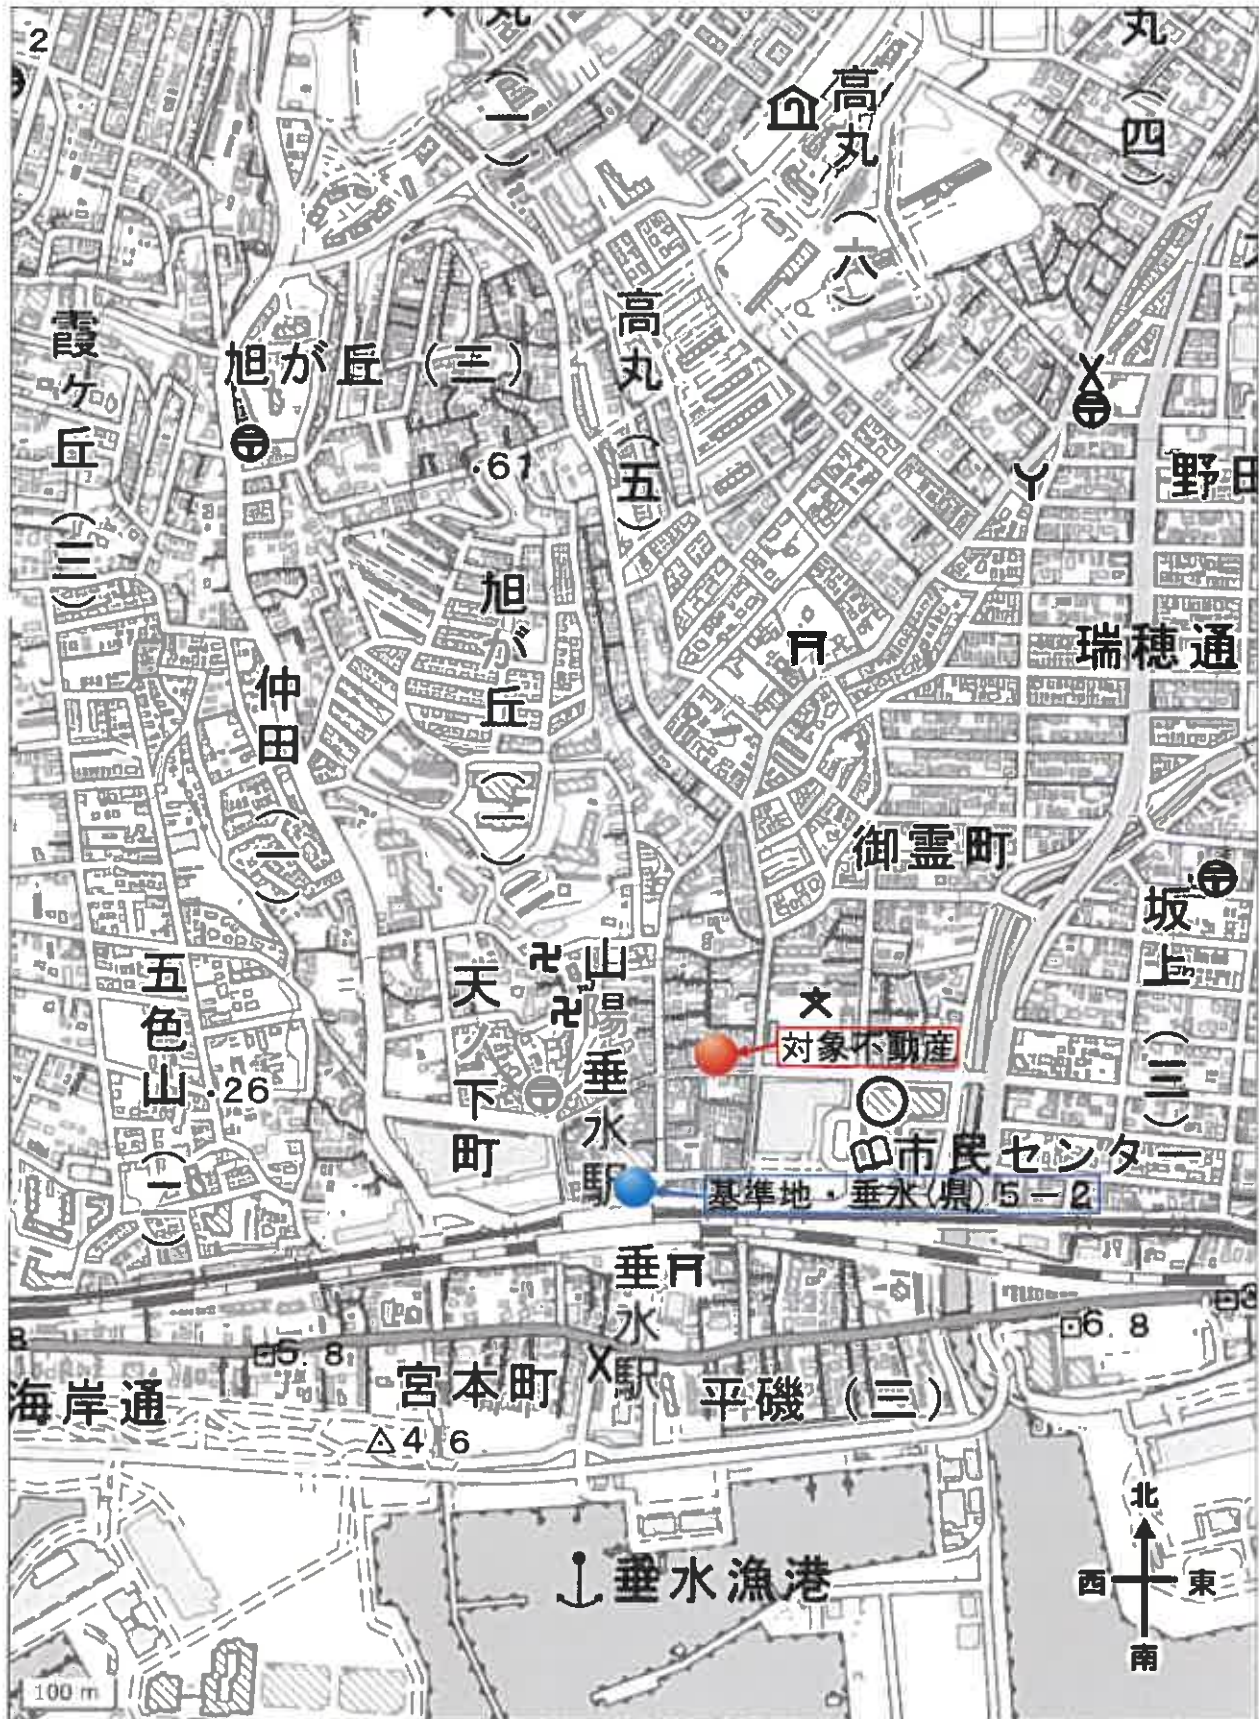 2
丸(一)
高丸(六)
丸(四)
霞ヶ丘(三)
旭が丘(三)
高丸(五)
・61
野田
旭が丘(二)
瑞穂通
仲田(一)
御霊町
坂上(三)
五色山(一)
・26
天ノ下町
山陽垂水駅
対象不動産
市民センター
基準地・垂水(県)5-2
垂水駅
8
6.8
6.8
3
海岸通
宮本町
平磯(三)
4.6
垂水漁港
北
西
東
南
100 m